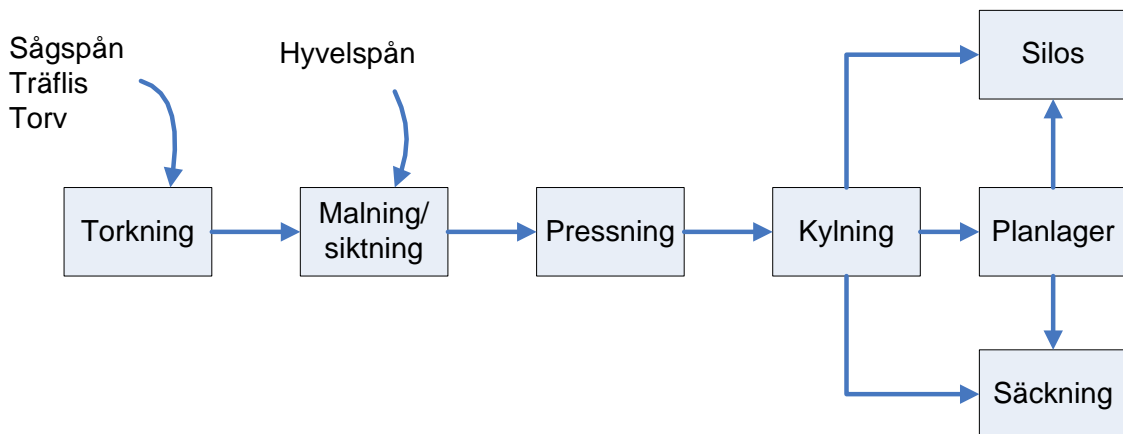 Sågspån
Träflis
Torv
Hyvelspån
Silos
Torkning
Malning/
siktning
Pressning
Kylning
Planlager
Säckning